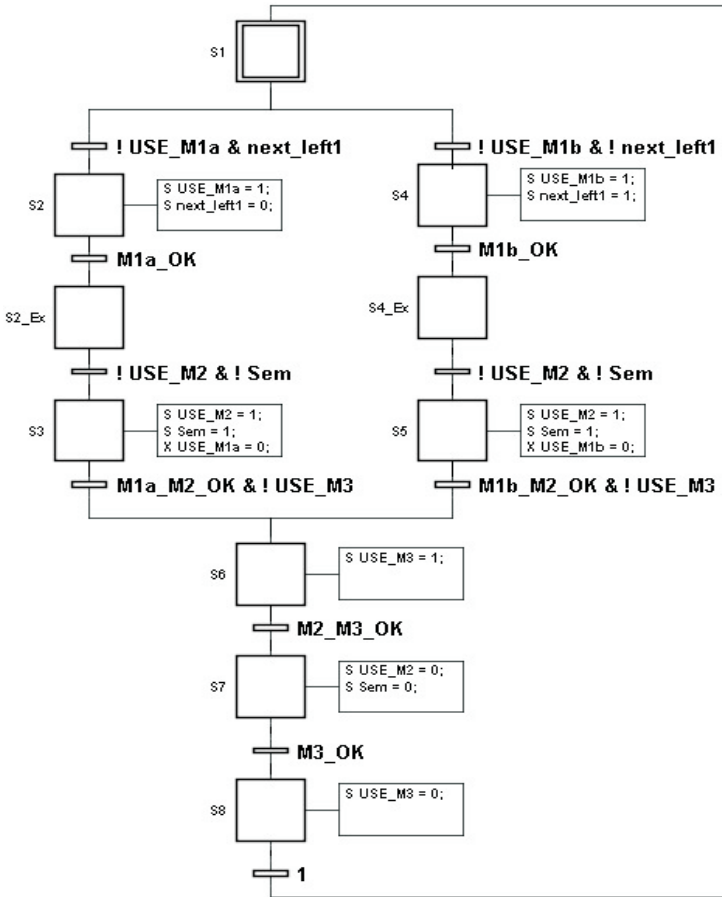 S1
! USE_M1a & next_left1
! USE_M1b & ! next_left1
S2
S USE_M1a = 1;
S next_left1 = 0;
S4
S USE_M1b = 1;
S next_left1 = 1;
M1a_OK
M1b_OK
S2_Ex
S4_Ex
! USE_M2 & ! Sem
! USE_M2 & ! Sem
S3
S USE_M2 = 1;
S Sem = 1;
X USE_M1a = 0;
S5
S USE_M2 = 1;
S Sem = 1;
X USE_M1b = 0;
M1a_M2_OK & ! USE_M3
M1b_M2_OK & ! USE_M3
S6
S USE_M3 = 1;
M2_M3_OK
S7
S USE_M2 = 0;
S Sem = 0;
M3_OK
S8
S USE_M3 = 0;
1